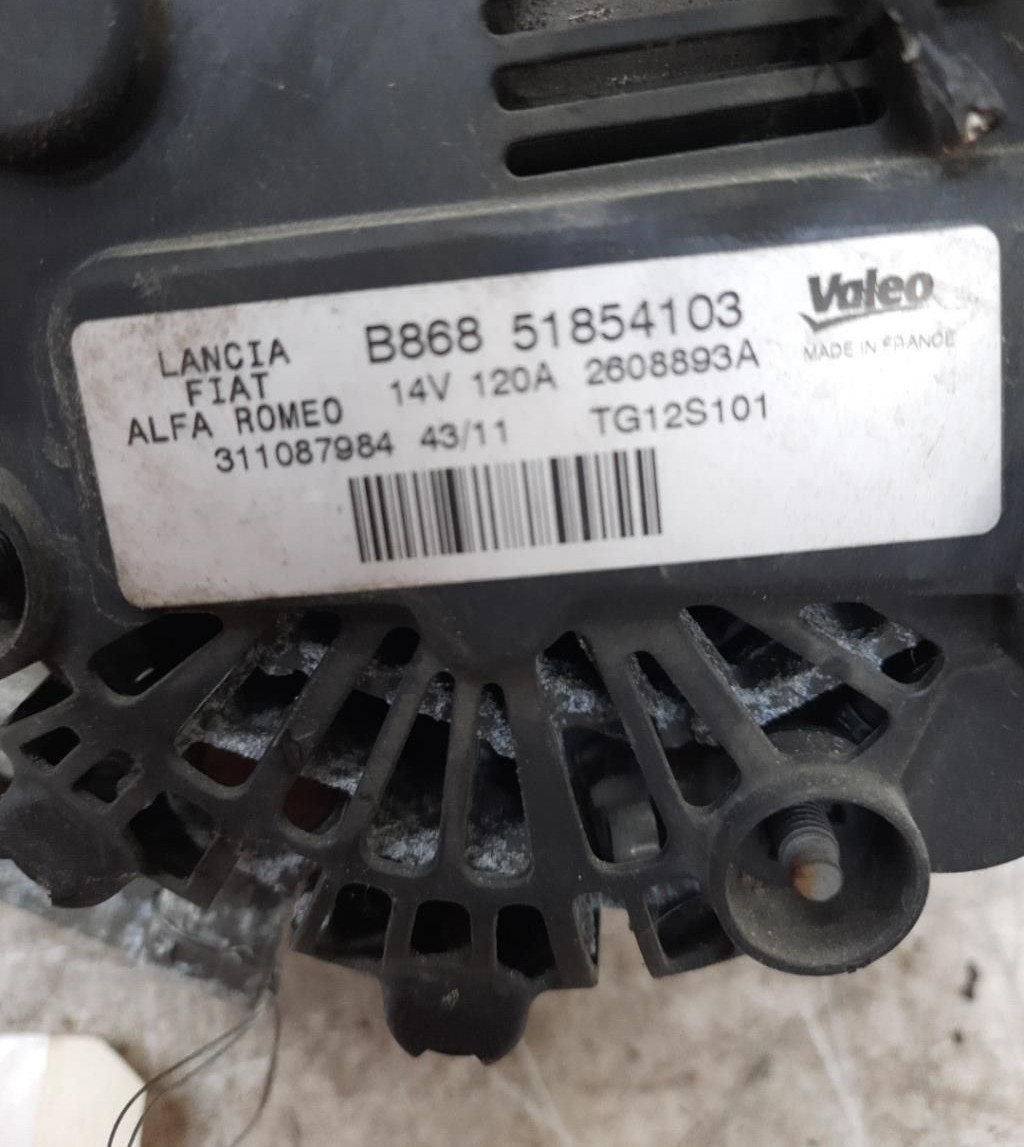 LANCIA B868 51854103 Valeo
FIAT 14V 120A 2608893A MADE IN FRANCE
ALFA ROMEO TG12S101
311087984 43/11